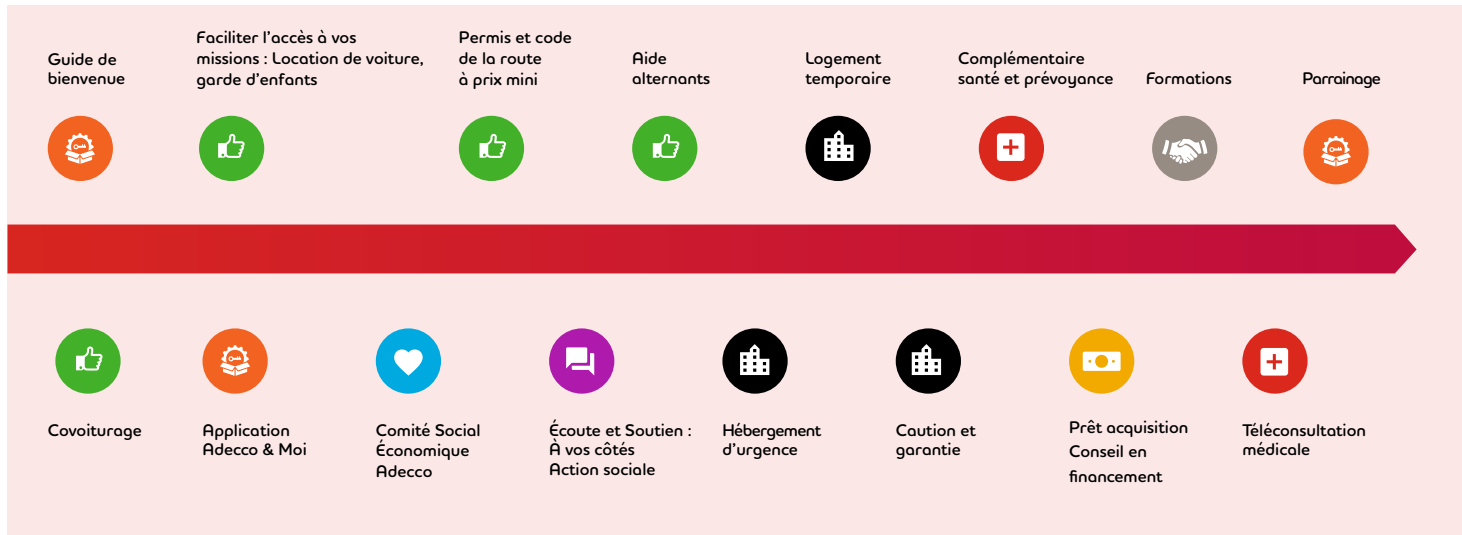 Guide de
bienvenue
Faciliter l'accès à vos
missions : Location de voiture,
garde d'enfants
Permis et code
de la route
à prix mini
Aide
alternants
Logement
temporaire
Complémentaire
santé et prévoyance
Formations
Parrainage
Covoiturage
Application
Adecco & Moi
Comité Social
Économique
Adecco
Écoute et Soutien :
À vos côtés
Action sociale
Hébergement
d'urgence
Caution et
garantie
Prêt acquisition
Conseil en
financement
Téléconsultation
médicale